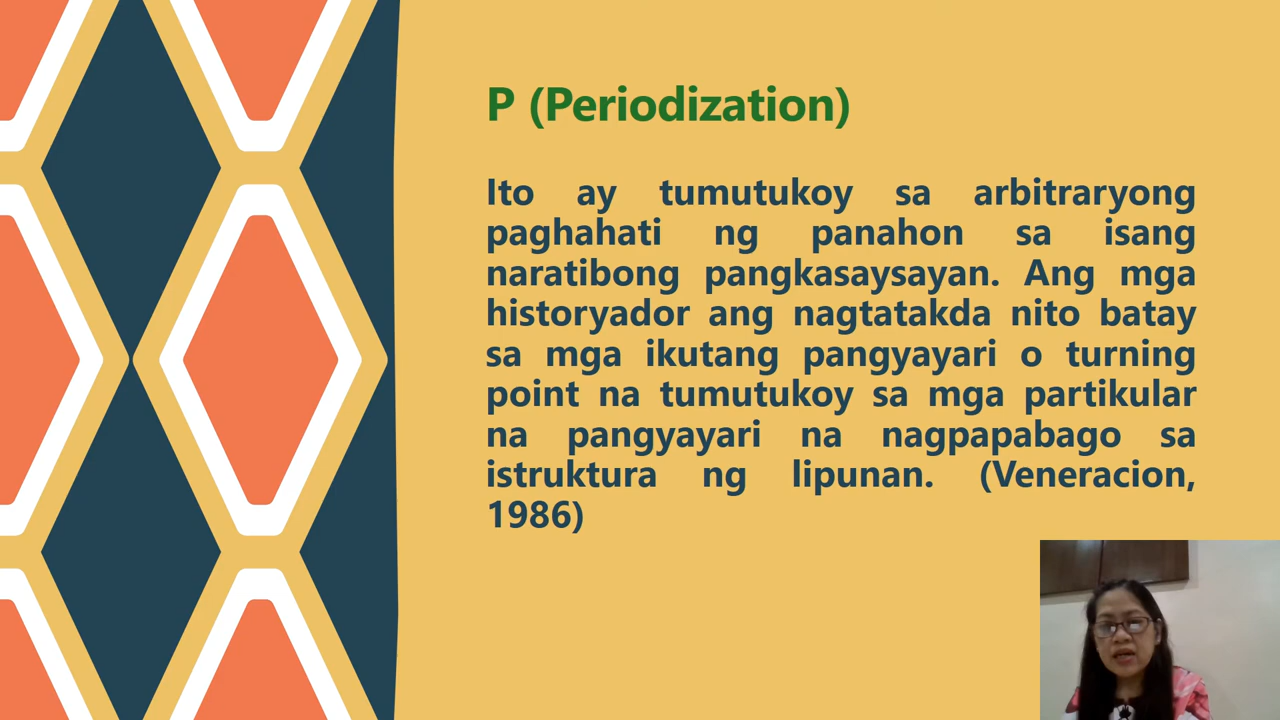 P (Periodization)
Ito ay tumutukoy sa arbitraryong
paghahati ng panahon sa isang
naratibong pangkasaysayan. Ang mga
historyador ang nagtatakda nito batay
sa mga ikutang pangyayari o turning
point na tumutukoy sa mga partikular
na pangyayari na nagpapabago sa
istruktura ng lipunan. (Veneracion,
1986)